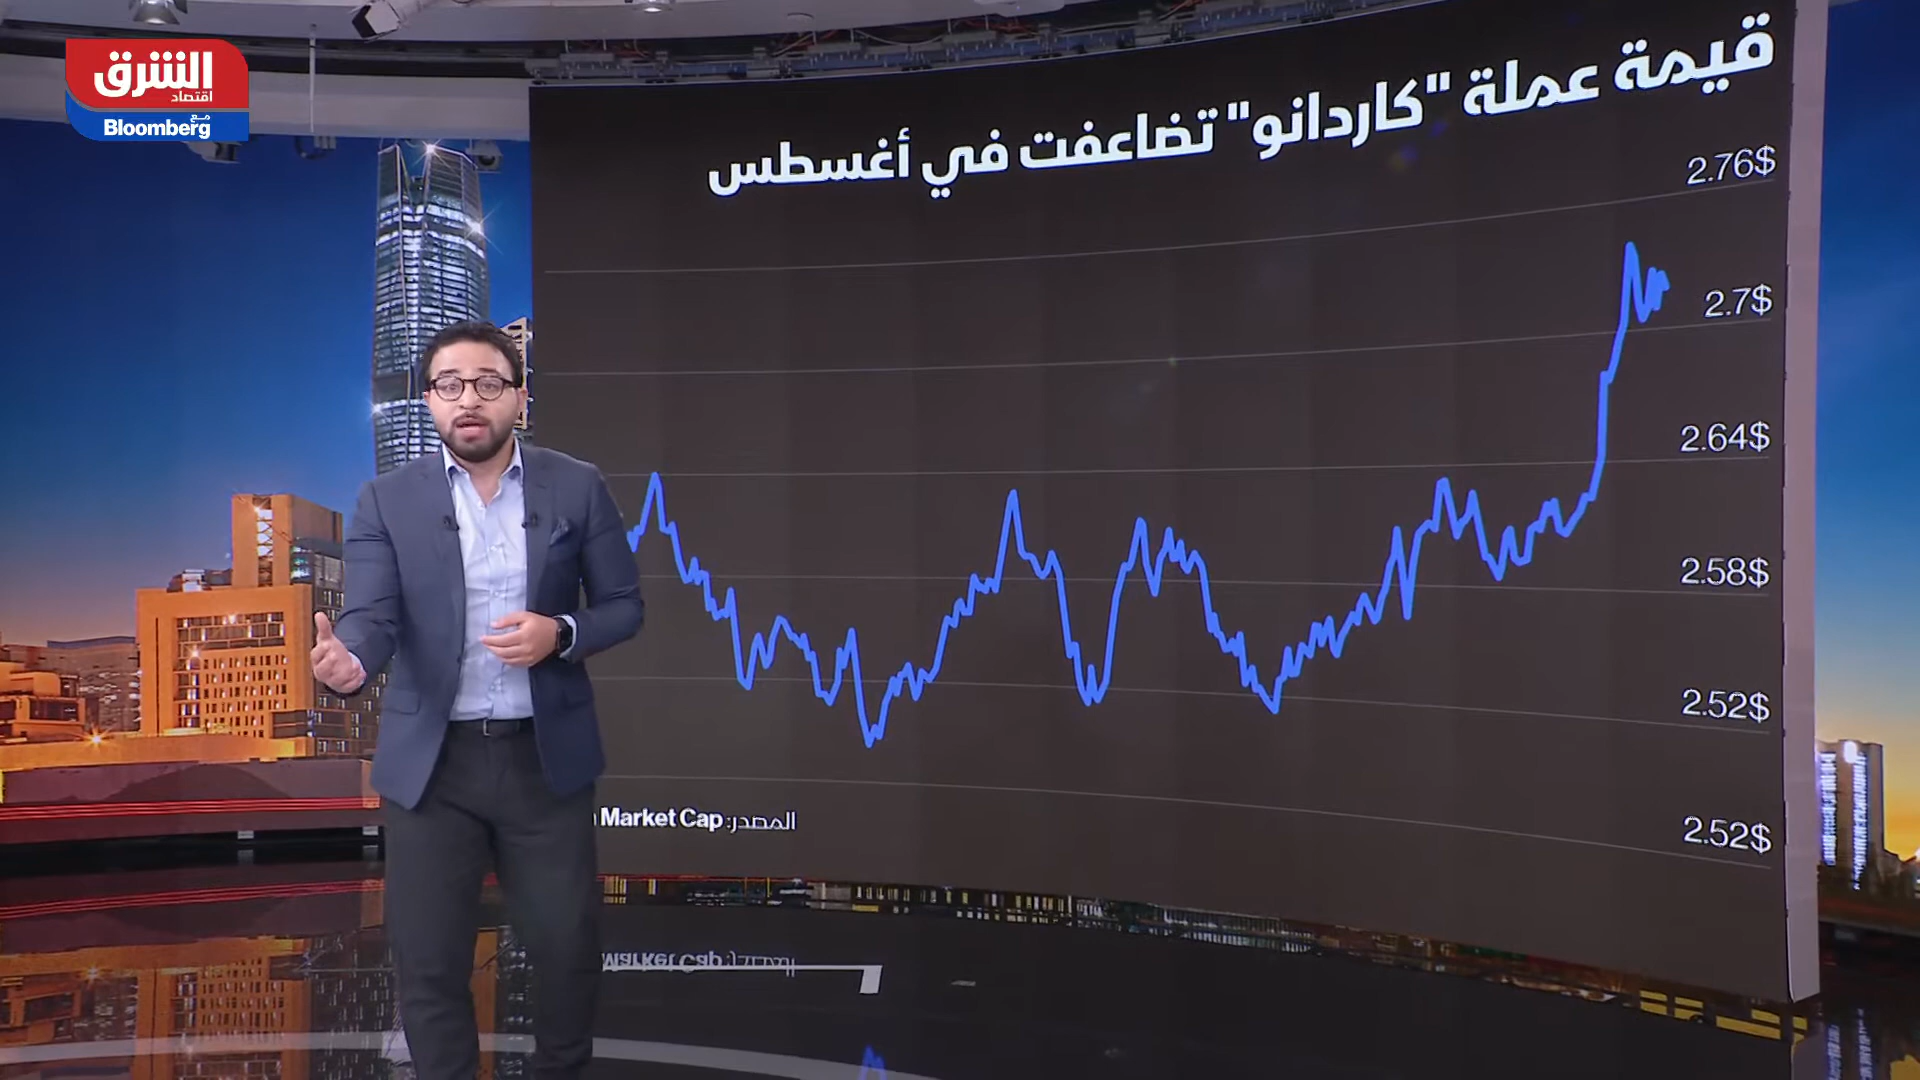 الشرق
اقتصاد
مع
Bloomberg
قيمة عملة "كاردانو" تضاعفت في أغسطس
2.76$
2.7$
2.64$
2.58$
2.52$
2.52$
المصدر: Market Cap